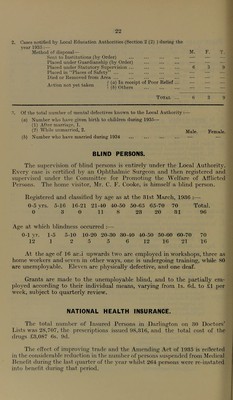 22
2. Cases notified by Local Education Authorities (Section 2 (2) ) during the
year 1935:—
Method of disposal— M. F. T
Sent to Institutions (by Order)
Placed under Guardianship (by Order)
Placed under Statutory Supervision ... 6 3 9
Placed in "Places of Safety"
Died or Removed from Area
Action not yet taken (a) In receipt of Poor Relief ...
(b) Others
TOTAL ... 6 3 9
7. Of the total number of mental defectives known to the Local Authority:—
(a) Number who have given birth to children during 1935—
(1) After marriage, 1.
(2) While unmarried, 2. Male. Female.
(b) Number who have married during 1934
BLIND PERSONS.
The supervision of blind persons is entirely under the Local Authority.
Every case is certified by an Ophthalmic Surgeon and then registered and
supervised under the Committee for Promoting the Welfare of Afflicted
Persons. The home visitor, Mr. C. F. Cooke, is himself a blind person.
Registered and classified by age as at the 31st March, 1936:—
0-5 yrs. 5-16 16-21 21-40 40-50 50-65 65-70 70 Total.
0 3 0 11 8 23 20 31 96
Age at which blindness occurred:—
0-1 yr. 1-5 5-10 10-20 20-30 30-40 40-50 50-60 60-70 70
12 1 2 5 5 6 12 16 21 16
At the age of 16 and upwards two are employed in workshops, three as
home workers and seven in other ways, one is undergoing training, while 80
are unemployable. Eleven are physically defective, and one deaf.
Grants are made to the unemployable blind, and to the partially em-
ployed according to their individual means, varying from 1s. 6d. to £1 per
week, subject to quarterly review.
NATIONAL HEALTH INSURANCE.
The total number of Insured Persons in Darlington on 30 Doctors'
Lists was 28,707, the prescriptions issued 98,816, and the total cost of the
drugs £3,087 6s. 9d.
The effect of improving trade and the Amending Act of 1935 is reflected
in the considerable reduction in the number of persons suspended from Medical
Benefit during the last quarter of the year whilst 264 persons were re-instated
into benefit during that period.